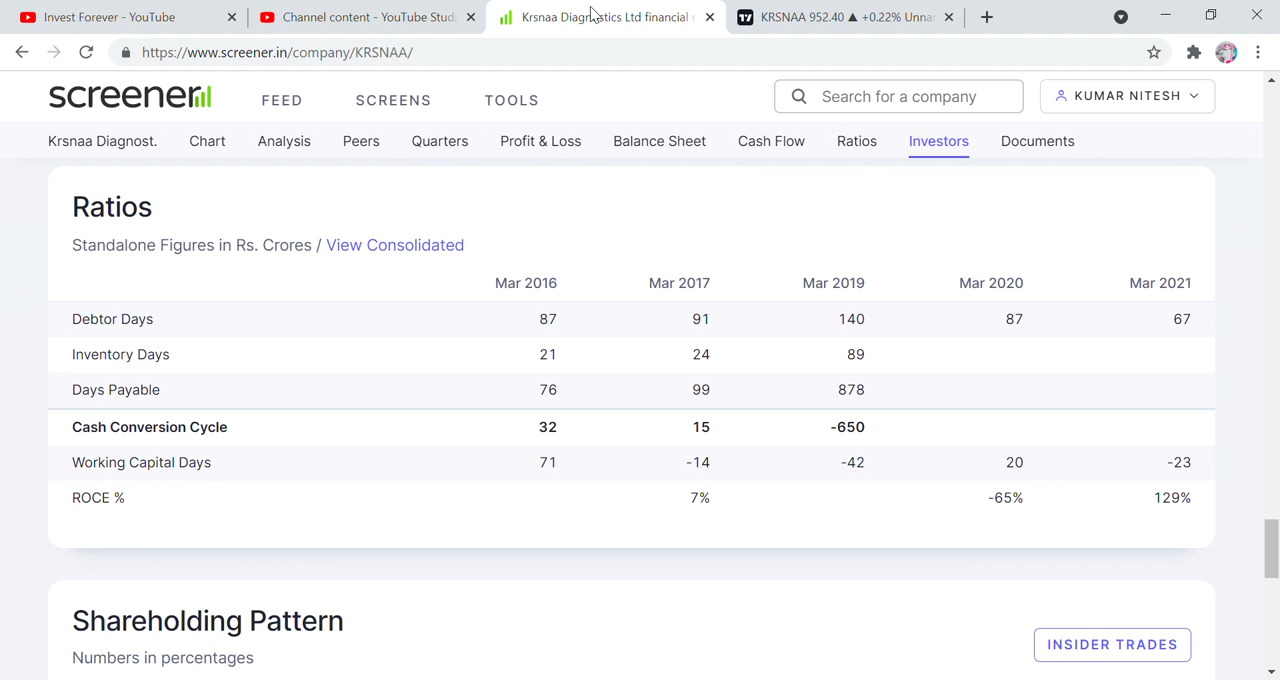 Invest Forever - YouTube
Channel content - YouTube Studi
Krsnaa Diagnostics Ltd financial r
KRSNAA 952.40 ▲ +0.22% Unna
https://www.screener.in/company/KRSNAA/
screener
FEED
SCREENS
TOOLS
Search for a company
KUMAR NITESH
Krsnaa Diagnost. Chart Analysis Peers Quarters Profit & Loss Balance Sheet Cash Flow Ratios Investors Documents
Ratios
Standalone Figures in Rs. Crores / View Consolidated
Mar 2016 Mar 2017 Mar 2019 Mar 2020 Mar 2021
Debtor Days 87 91 140 87 67
Inventory Days 21 24 89
Days Payable 76 99 878
Cash Conversion Cycle 32 15 -650
Working Capital Days 71 -14 -42 20 -23
ROCE % 7% -65% 129%
Shareholding Pattern
INSIDER TRADES
Numbers in percentages